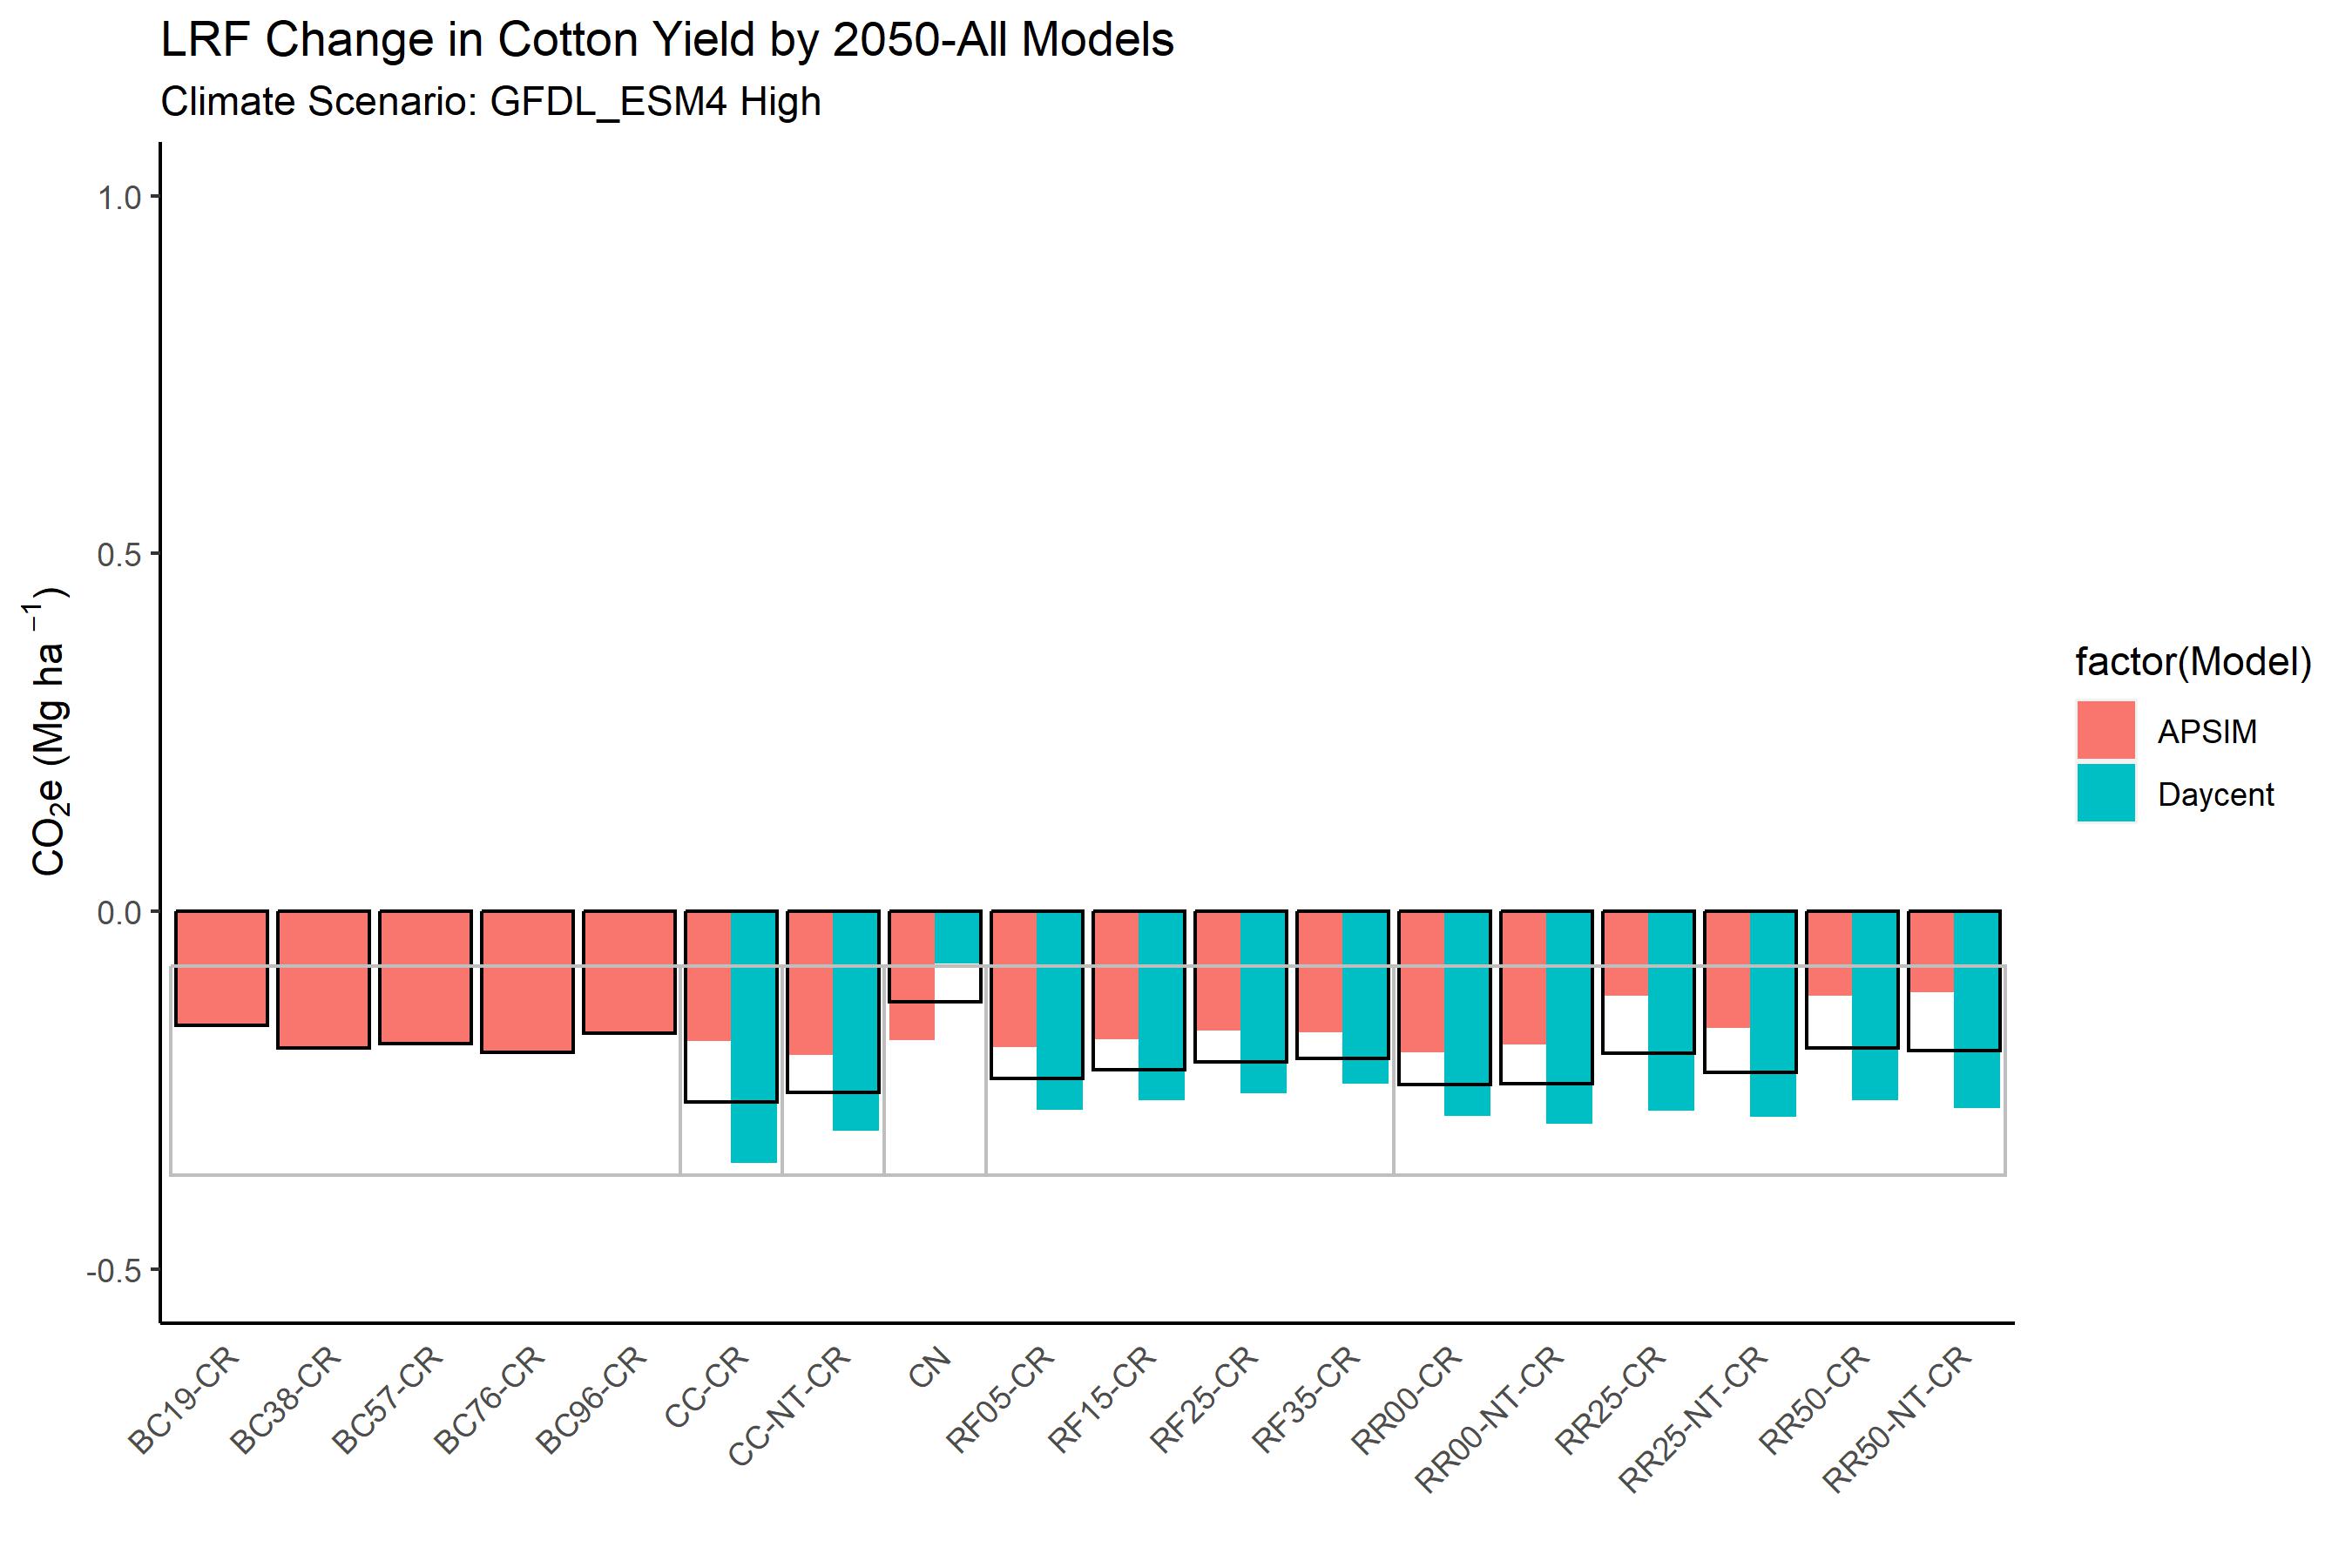 LRF Change in Cotton Yield by 2050-All Models
Climate Scenario: GFDL_ESM4 High
CO₂e (Mg ha ⁻¹)
1.0
0.5
0.0
-0.5
BC19-CR
BC38-CR
BC57-CR
BC76-CR
BC96-CR
CC-CR
CC-NT-CR
CN
RF05-CR
RF15-CR
RF25-CR
RF35-CR
RR00-CR
RR00-NT-CR
RR25-CR
RR25-NT-CR
RR50-CR
RR50-NT-CR
factor(Model)
APSIM
Daycent